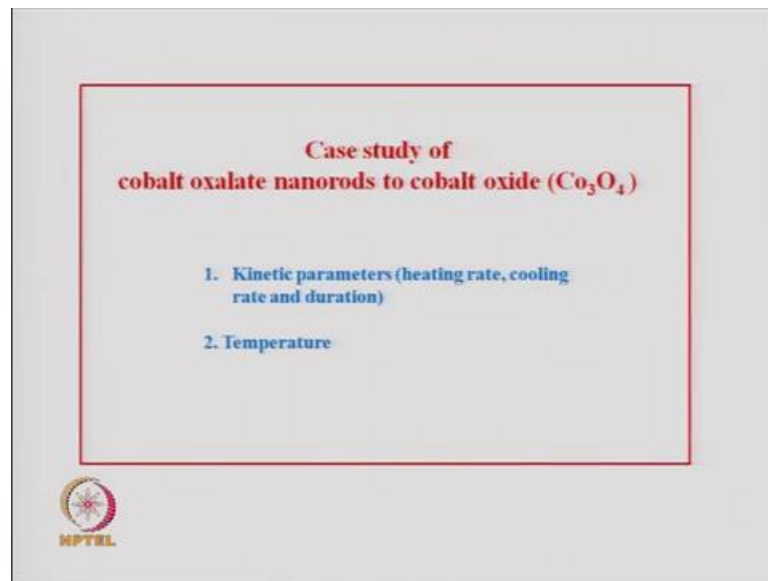 Case study of
cobalt oxalate nanorods to cobalt oxide (Co₃O₄ )
1. Kinetic parameters (heating rate, cooling
rate and duration)
2. Temperature
NPTEL